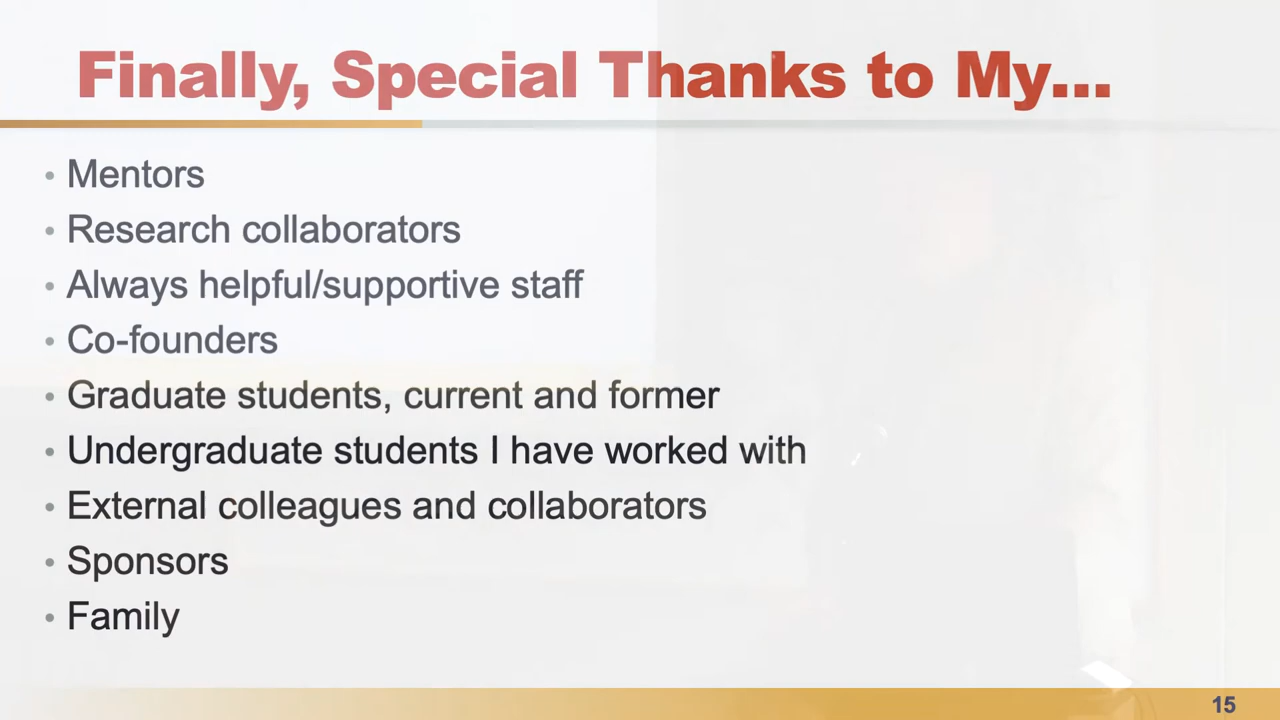 Finally, Special Thanks to My...
• Mentors
• Research collaborators
• Always helpful/supportive staff
• Co-founders
• Graduate students, current and former
• Undergraduate students I have worked with
• External colleagues and collaborators
• Sponsors
• Family
15